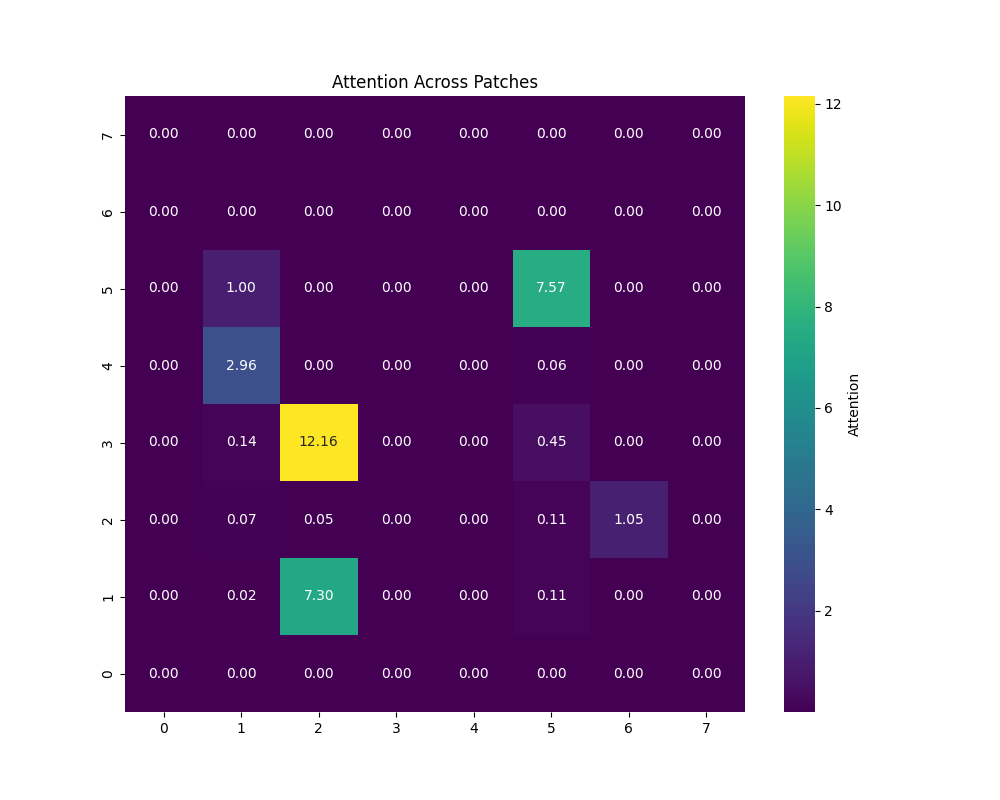 Attention Across Patches
7 0.00 0.00 0.00 0.00 0.00 0.00 0.00 0.00
6 0.00 0.00 0.00 0.00 0.00 0.00 0.00 0.00
5 0.00 1.00 0.00 0.00 0.00 7.57 0.00 0.00
4 0.00 2.96 0.00 0.00 0.00 0.06 0.00 0.00
3 0.00 0.14 12.16 0.00 0.00 0.45 0.00 0.00
2 0.00 0.07 0.05 0.00 0.00 0.11 1.05 0.00
1 0.00 0.02 7.30 0.00 0.00 0.11 0.00 0.00
0 0.00 0.00 0.00 0.00 0.00 0.00 0.00 0.00
0 1 2 3 4 5 6 7
12
10
8
6
4
2
Attention